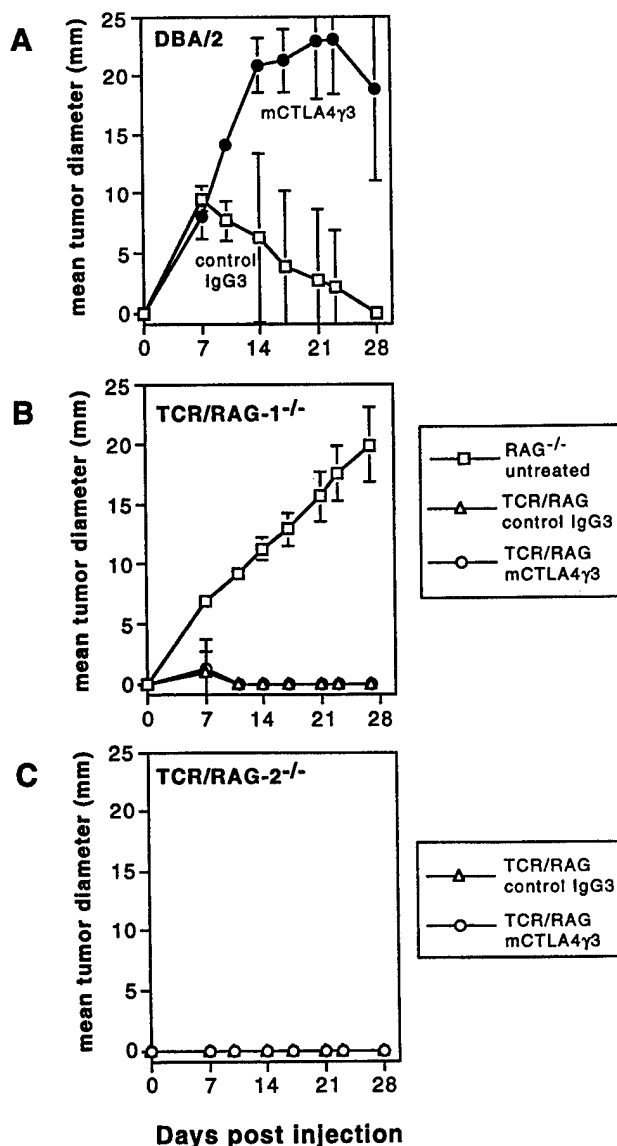 A
DBA/2
mean tumor diameter (mm)
25
20
15
10
5
0
mCTLA4γ3
control
IgG3
0 7 14 21 28
B
TCR/RAG-1-/-
mean tumor diameter (mm)
25
20
15
10
5
0
0 7 14 21 28
RAG-/-
untreated
TCR/RAG
control IgG3
TCR/RAG
mCTLA4γ3
C
TCR/RAG-2-/-
mean tumor diameter (mm)
25
20
15
10
5
0
0 7 14 21 28
TCR/RAG
control IgG3
TCR/RAG
mCTLA4γ3
Days post injection